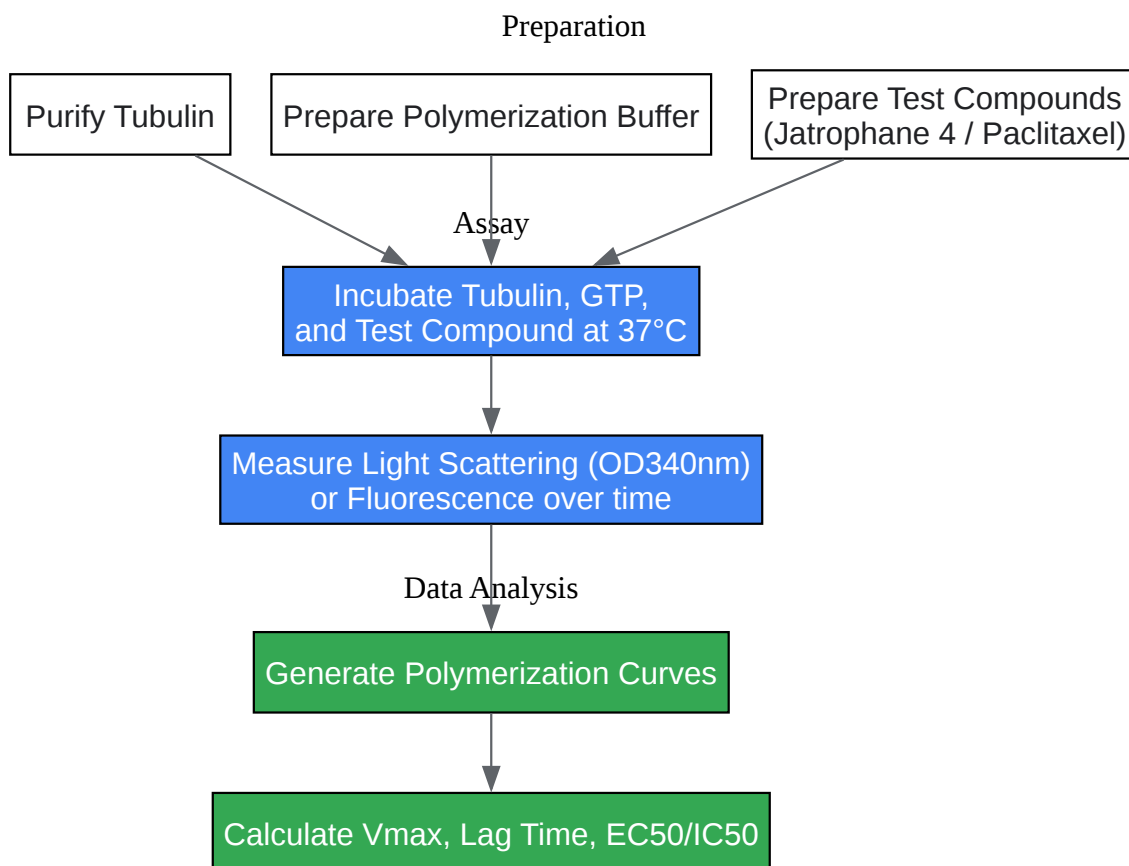 Preparation
Purify Tubulin
Prepare Polymerization Buffer
Prepare Test Compounds
(Jatrophane 4 / Paclitaxel)
Assay
Incubate Tubulin, GTP,
and Test Compound at 37°C
Measure Light Scattering (OD340nm)
or Fluorescence over time
Data Analysis
Generate Polymerization Curves
Calculate Vmax, Lag Time, EC50/IC50